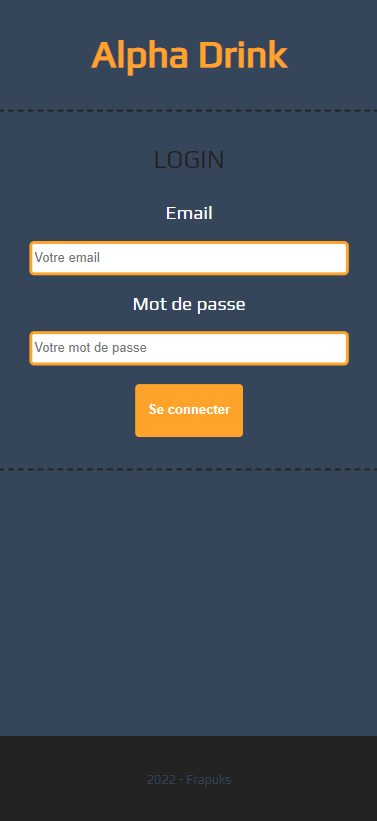 Alpha Drink
LOGIN
Email
Votre email
Mot de passe
Votre mot de passe
Se connecter
2022 - Frapuks